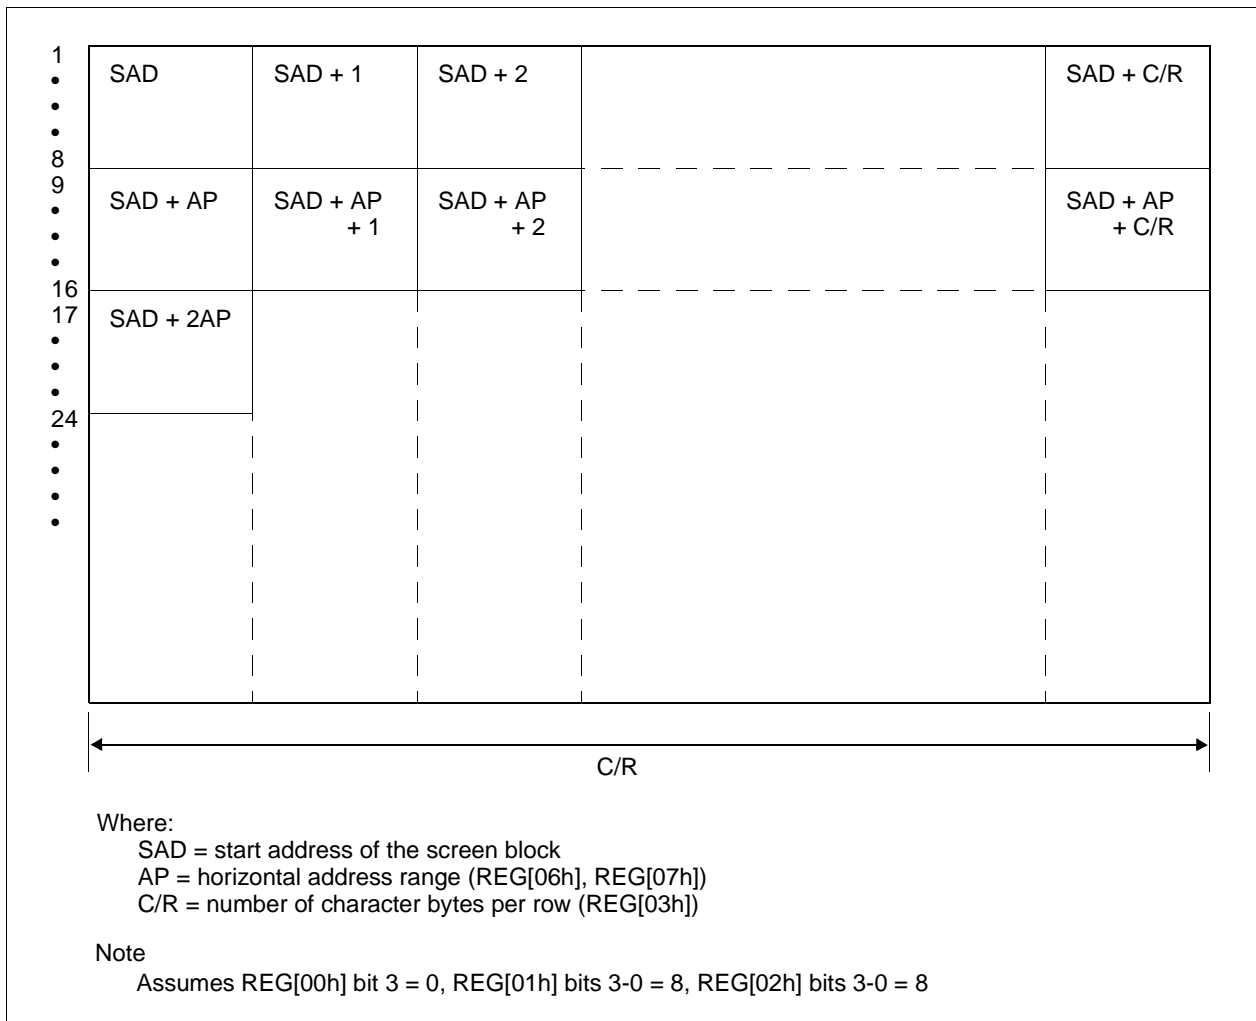 1
SAD SAD + 1 SAD + 2 SAD + C/R
•
•
•
8
9
SAD + AP SAD + AP SAD + AP SAD + AP
+ 1 + 2 + C/R
•
•
•
16
17
SAD + 2AP
•
•
•
24
•
•
•
•
C/R
Where:
SAD = start address of the screen block
AP = horizontal address range (REG[06h], REG[07h])
C/R = number of character bytes per row (REG[03h])
Note
Assumes REG[00h] bit 3 = 0, REG[01h] bits 3-0 = 8, REG[02h] bits 3-0 = 8